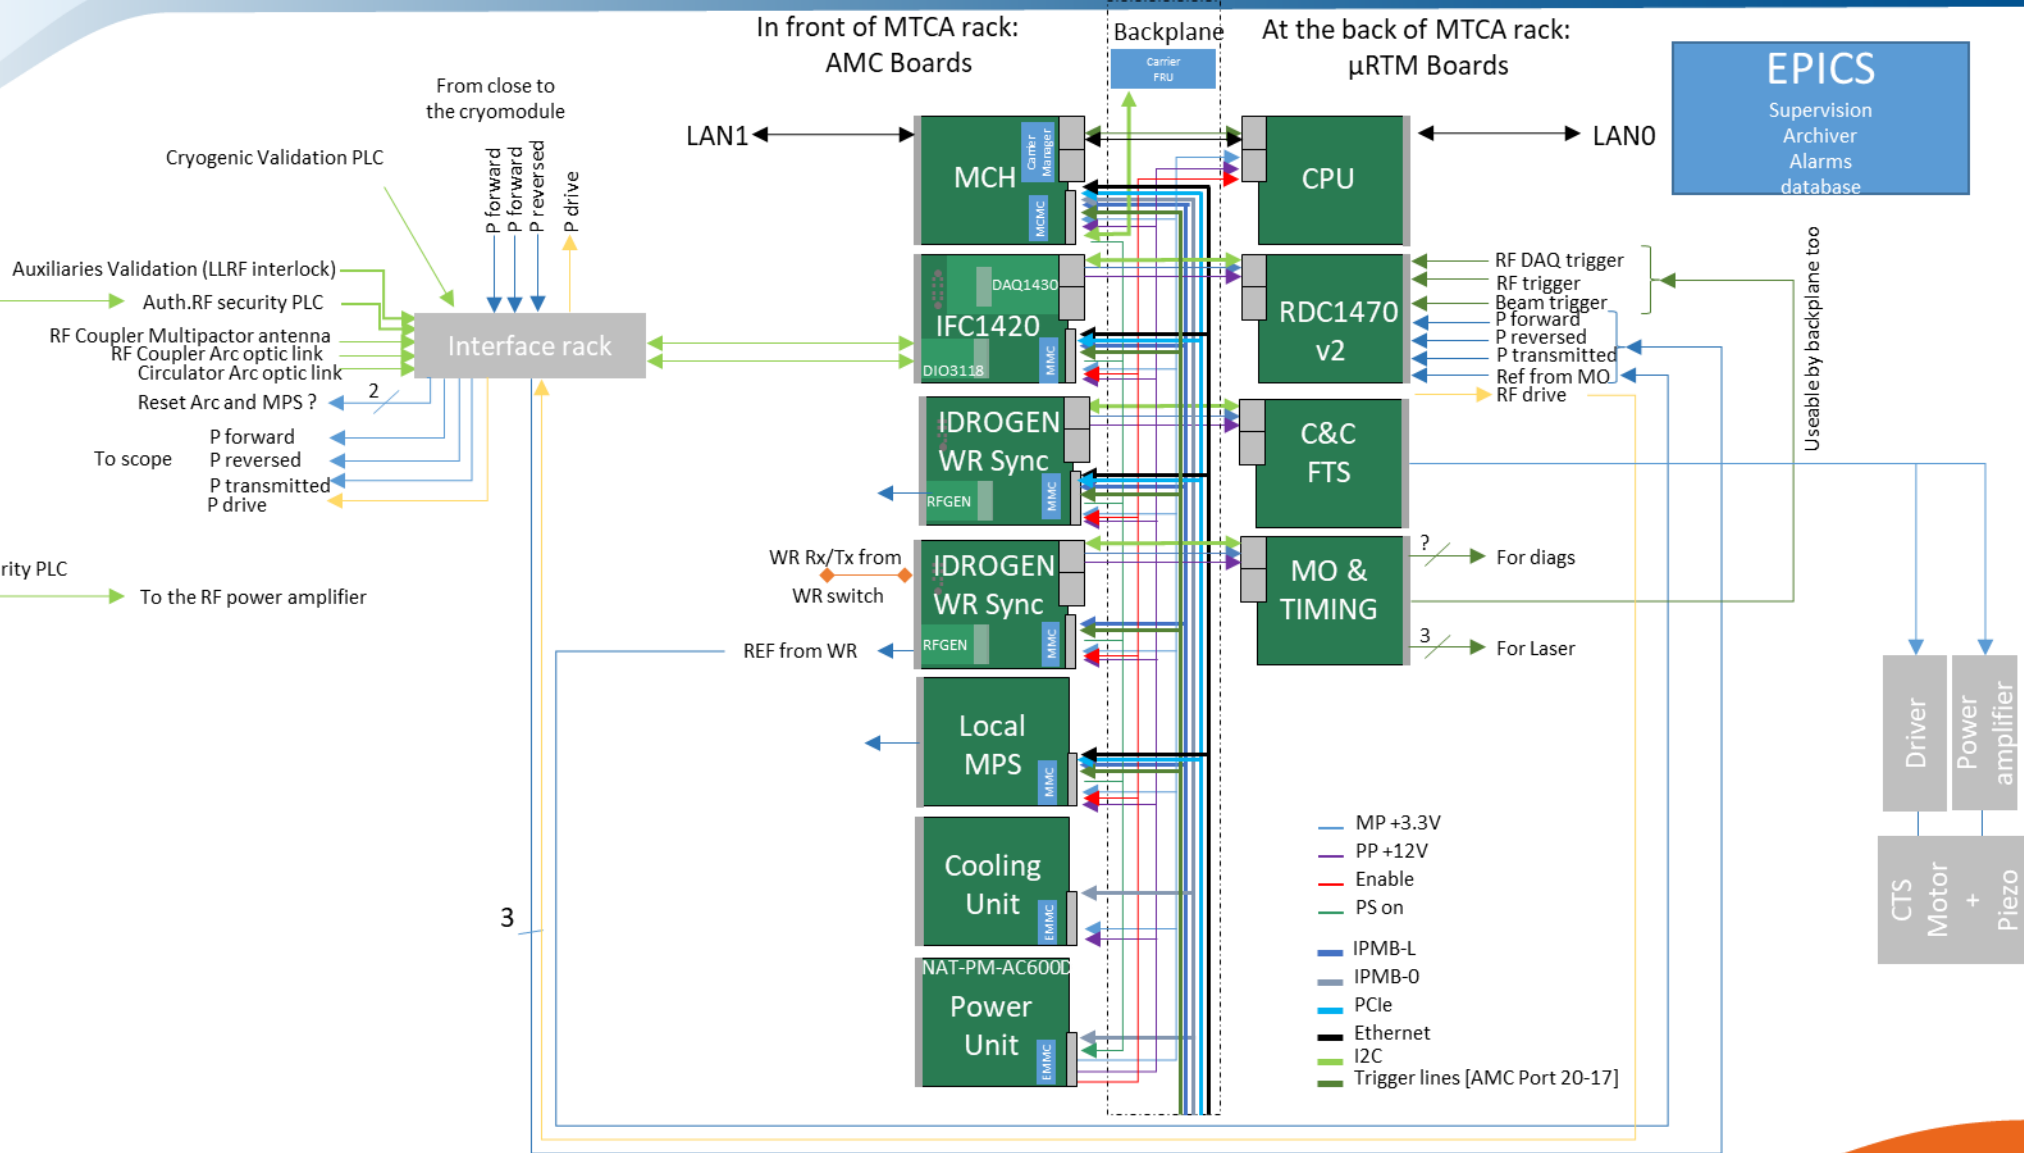 In front of MTCA rack:
AMC Boards
Backplane
Carrier
FRU
At the back of MTCA rack:
µRTM Boards
EPICS
Supervision
Archiver
Alarms
database
From close to
the cryomodule
Cryogenic Validation PLC
P forward
P forward
P reversed
P drive
Auxiliaries Validation (LLRF interlock)
Auth.RF security PLC
RF Coupler Multipactor antenna
RF Coupler Arc optic link
Circulator Arc optic link
Interface rack
Reset Arc and MPS ?
2
To scope
P forward
P reversed
P transmitted
P drive
rity PLC
To the RF power amplifier
3
LAN1
MCH
Carrier
Manager
MCMC
CPU
LAN0
DAQ1430
IFC1420
DIO3118
MMC
RDC1470
v2
RF DAQ trigger
RF trigger
Beam trigger
P forward
P reversed
P transmitted
Ref from MO
RF drive
Useable by backplane too
IDROGEN
WR Sync
RFGEN
MMC
C&C
FTS
WR Rx/Tx from
WR switch
REF from WR
IDROGEN
WR Sync
RFGEN
MMC
MO &
TIMING
?
For diags
3
For Laser
Local
MPS
MMC
Cooling
Unit
EMMC
NAT-PM-AC600D
Power
Unit
EMMC
MP +3.3V
PP +12V
Enable
PS on
IPMB-L
IPMB-0
PCIe
Ethernet
I2C
Trigger lines [AMC Port 20-17]
Driver
Power
amplifier
CTS
Motor
+
Piezo